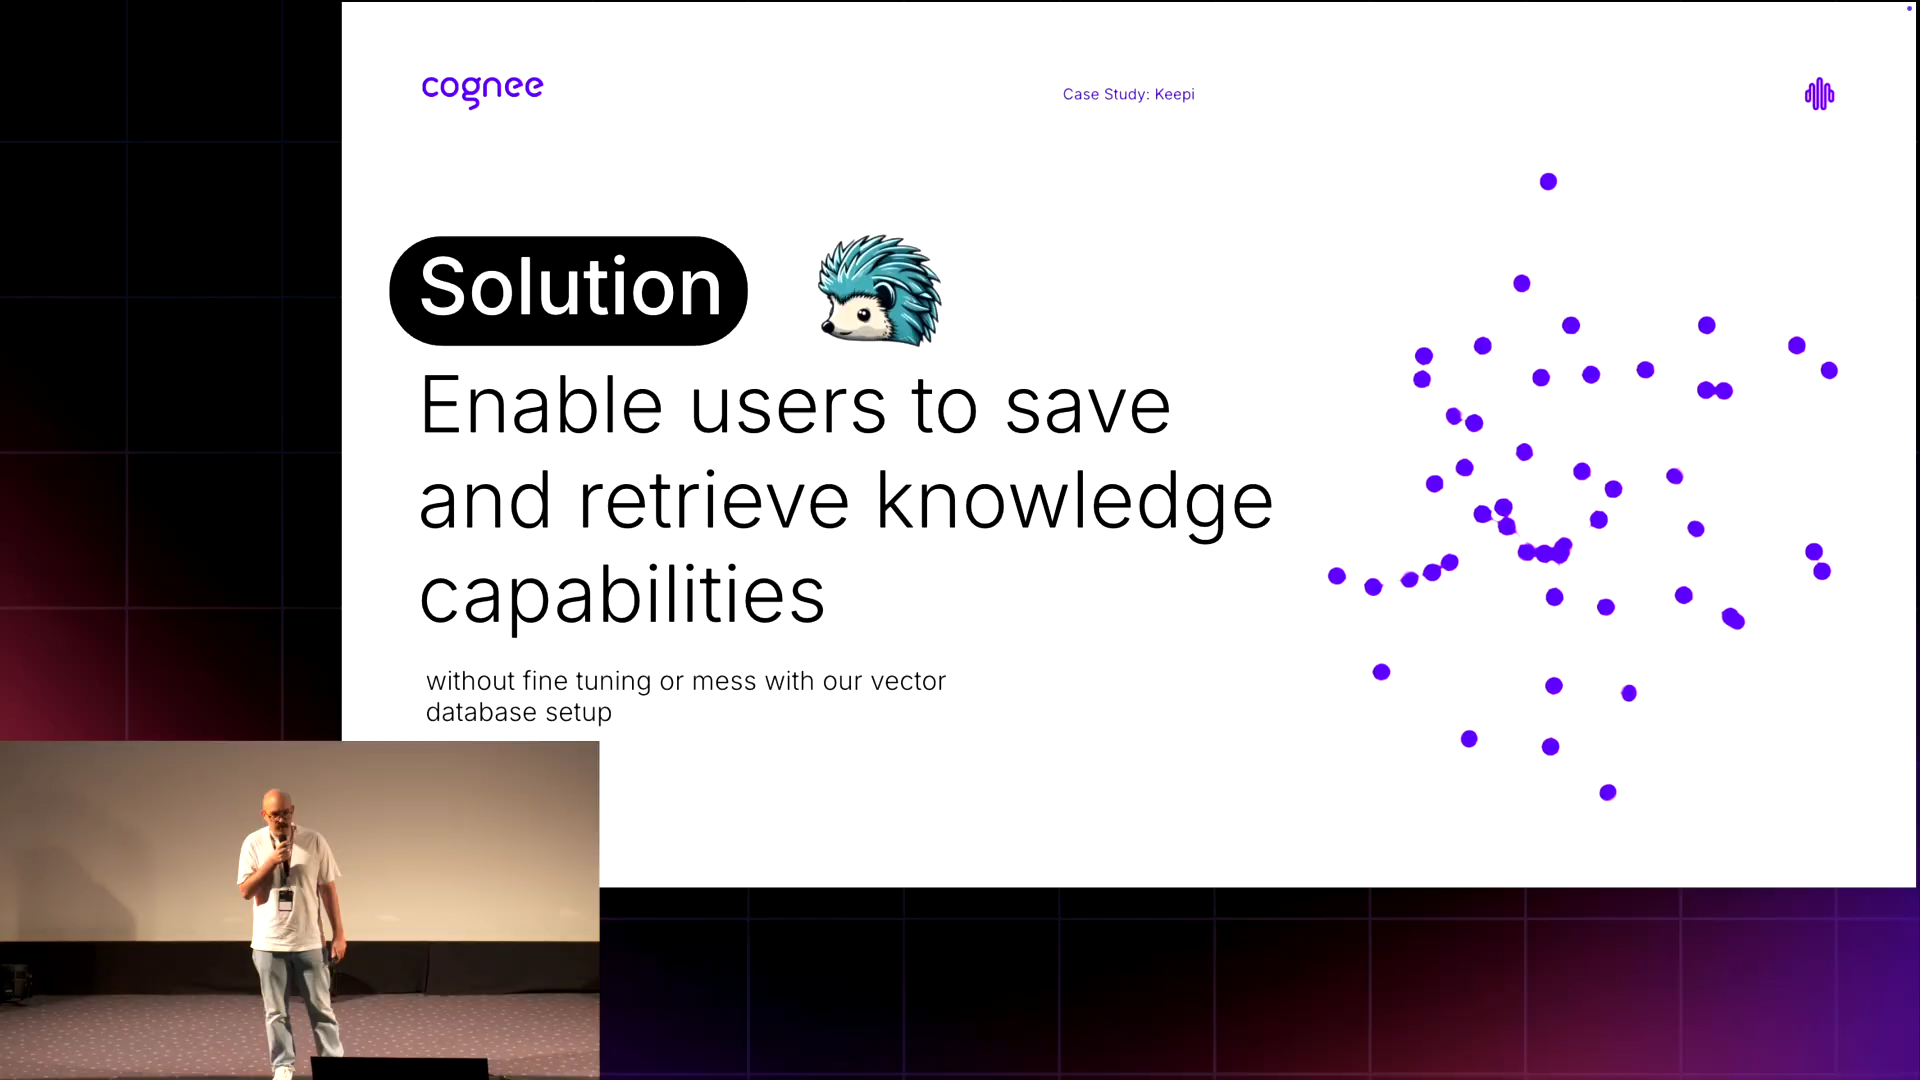 cognee
Case Study: Keepi
Solution
Enable users to save
and retrieve knowledge
capabilities
without fine tuning or mess with our vector
database setup